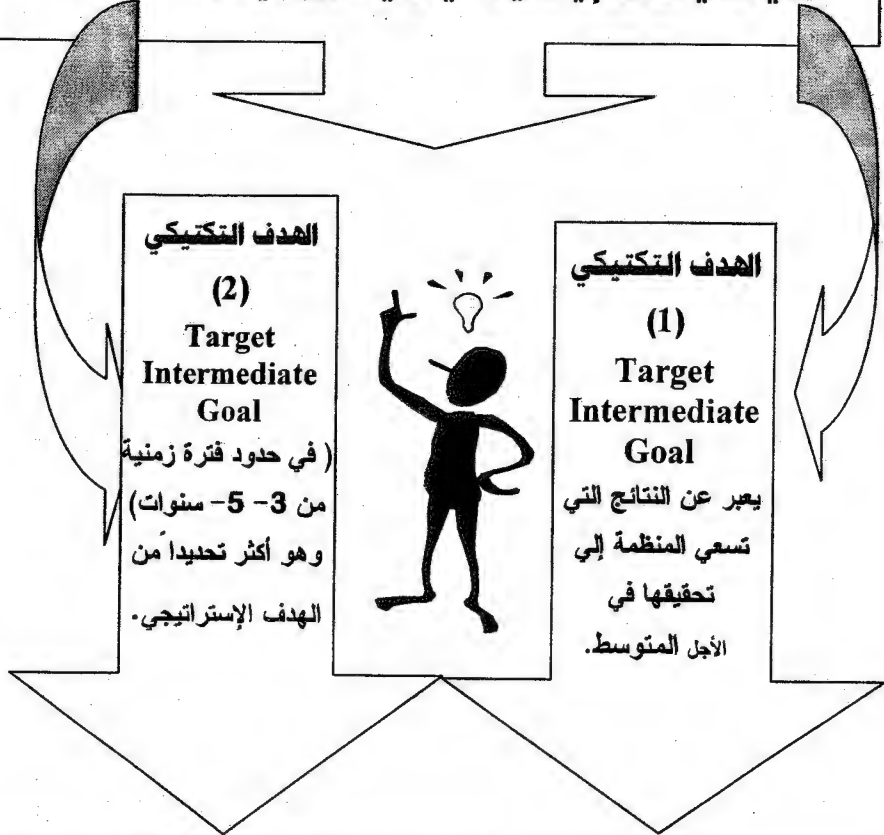 الهدف التكتيكي
(1)
Target
Intermediate
Goal
يعبر عن النتائج التي
تسعي المنظمة إلي
تحقيقها في
الأجل المتوسط.
الهدف التكتيكي
(2)
Target
Intermediate
Goal
( في حدود فترة زمنية
من 3- 5- سنوات)
وهو أكثر تحديداً من
الهدف الإستراتيجي.